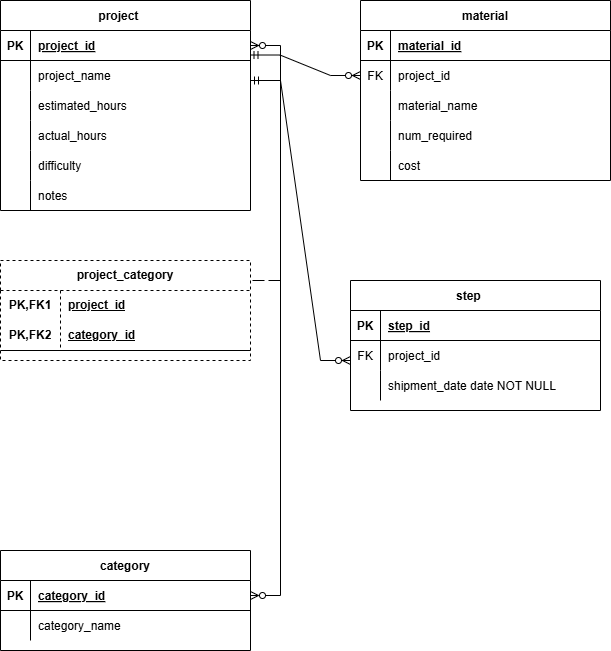 project
PK project_id
project_name
estimated_hours
actual_hours
difficulty
notes
material
PK material_id
FK project_id
material_name
num_required
cost
project_category
PK,FK1 project_id
PK,FK2 category_id
step
PK step_id
FK project_id
shipment_date date NOT NULL
category
PK category_id
category_name